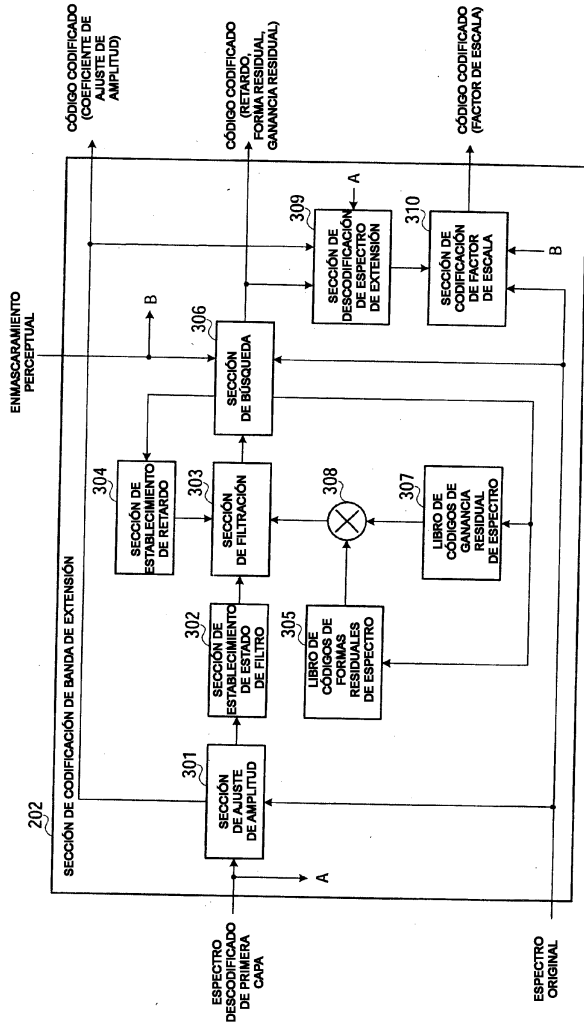 202
SECCIÓN DE CODIFICACIÓN DE BANDA DE EXTENSIÓN
ESPECTRO
DESCODIFICADO
DE PRIMERA
CAPA
A
ESPECTRO
ORIGINAL
301
SECCIÓN
DE AJUSTE
DE AMPLITUD
302
SECCIÓN DE
ESTABLECIMIENTO
DE ESTADO
DE FILTRO
304
SECCIÓN DE
ESTABLECIMIENTO
DE RETARDO
303
SECCIÓN
DE FILTRACIÓN
305
LIBRO DE
CÓDIGOS DE
FORMAS
RESIDUALES
DE ESPECTRO
308
307
LIBRO DE
CÓDIGOS DE
GANANCIA
RESIDUAL
DE ESPECTRO
ENMASCARAMIENTO
PERCEPTUAL
B
306
SECCIÓN
DE BÚSQUEDA
309
SECCIÓN DE
DESCODIFICACIÓN
DE ESPECTRO
DE EXTENSIÓN
A
310
SECCIÓN DE
CODIFICACIÓN
DE FACTOR
DE ESCALA
B
CÓDIGO CODIFICADO
(COEFICIENTE DE
AJUSTE DE
AMPLITUD)
CÓDIGO CODIFICADO
(RETARDO,
FORMA RESIDUAL,
GANANCIA RESIDUAL)
CÓDIGO CODIFICADO
(FACTOR DE ESCALA)